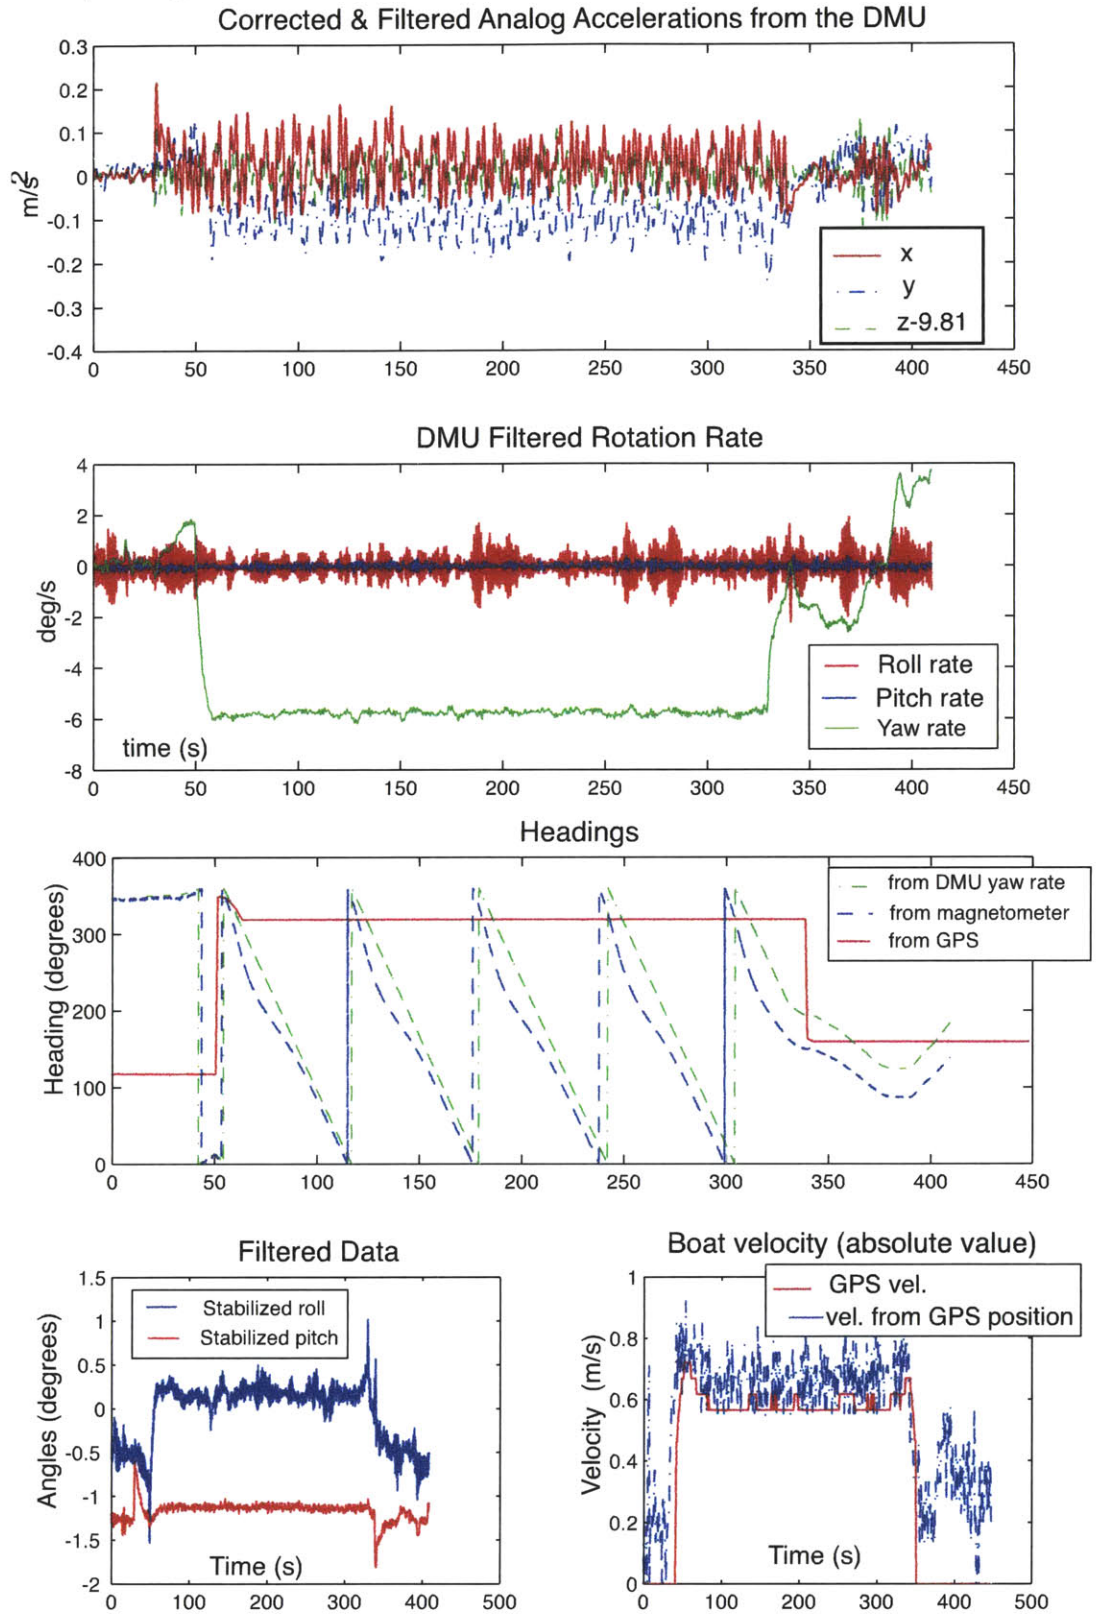 Corrected & Filtered Analog Accelerations from the DMU
0.3
0.2
0.1
0
-0.1
-0.2
-0.3
-0.4
m/s²
x
y
z-9.81
0 50 100 150 200 250 300 350 400 450
DMU Filtered Rotation Rate
4
2
0
-2
-4
-6
-8
deg/s
Roll rate
Pitch rate
Yaw rate
time (s)
0 50 100 150 200 250 300 350 400 450
Headings
400
300
200
100
0
Heading (degrees)
from DMU yaw rate
from magnetometer
from GPS
0 50 100 150 200 250 300 350 400 450
Filtered Data
1.5
1
0.5
0
-0.5
-1
-1.5
-2
Angles (degrees)
Stabilized roll
Stabilized pitch
Time (s)
0 100 200 300 400 500
Boat velocity (absolute value)
1
0.8
0.6
0.4
0.2
0
Velocity (m/s)
GPS vel.
vel. from GPS position
Time (s)
0 100 200 300 400 500